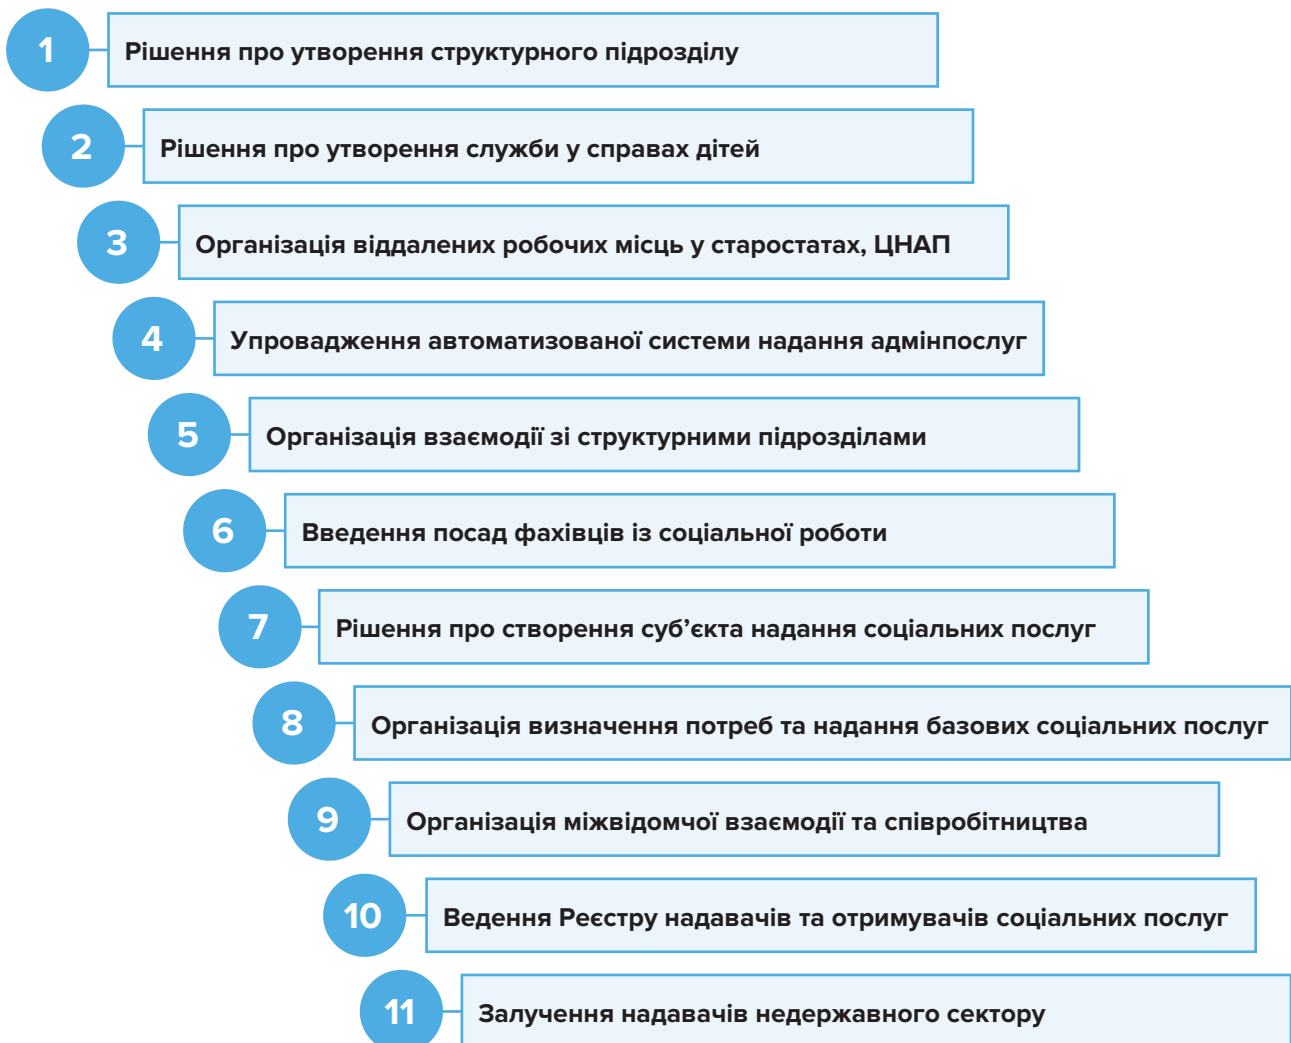 1 Рішення про утворення структурного підрозділу
2 Рішення про утворення служби у справах дітей
3 Організація віддалених робочих місць у старостатах, ЦНАП
4 Упровадження автоматизованої системи надання адмінпослуг
5 Організація взаємодії зі структурними підрозділами
6 Введення посад фахівців із соціальної роботи
7 Рішення про створення суб’єкта надання соціальних послуг
8 Організація визначення потреб та надання базових соціальних послуг
9 Організація міжвідомчої взаємодії та співробітництва
10 Ведення Реєстру надавачів та отримувачів соціальних послуг
11 Залучення надавачів недержавного сектору